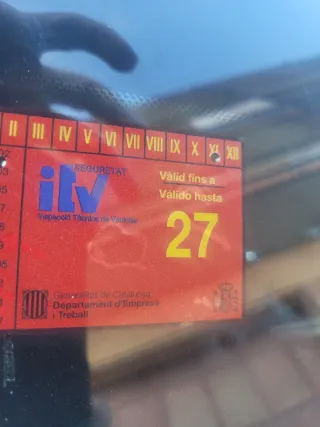 II III IV V VI VII VIII IX X XI XII
SEGURETAT
itv
Inspecció Tècnica de Vehicles
Vàlid fins a
Válido hasta
27
Generalitat de Catalunya
Departament d'Empresa
i Treball